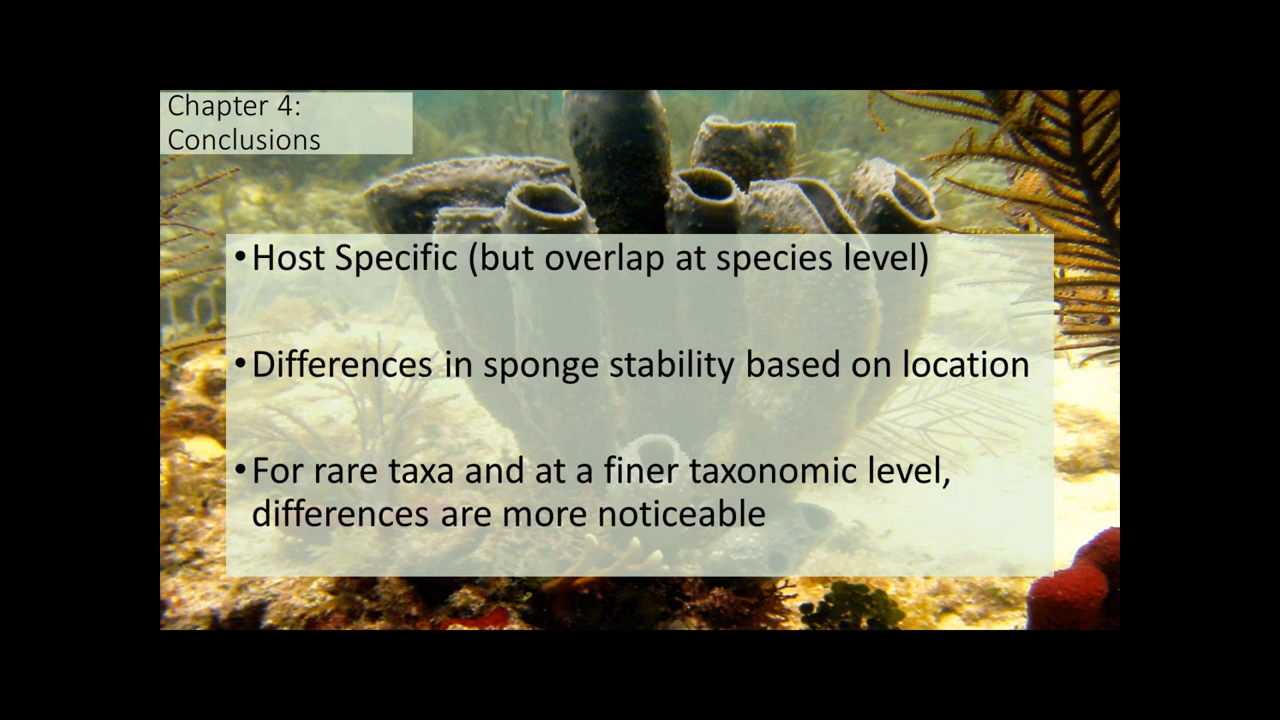 Chapter 4:
Conclusions
•Host Specific (but overlap at species level)
•Differences in sponge stability based on location
•For rare taxa and at a finer taxonomic level,
differences are more noticeable